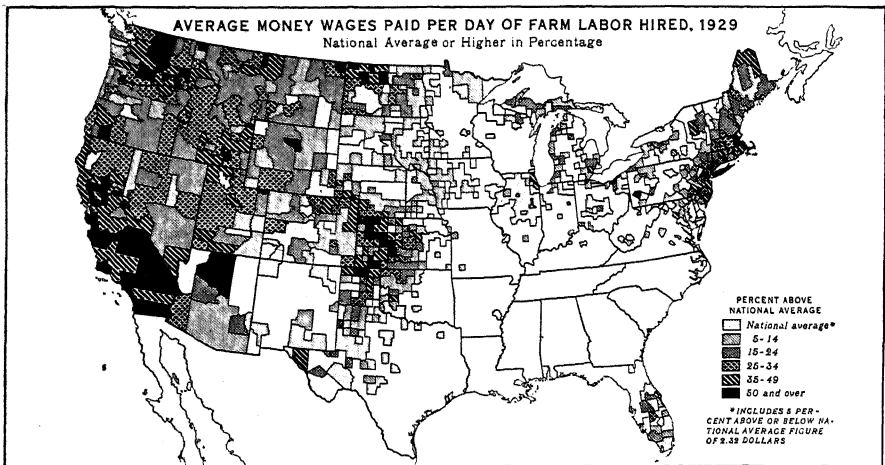 AVERAGE MONEY WAGES PAID PER DAY OF FARM LABOR HIRED, 1929
National Average or Higher in Percentage
PERCENT ABOVE
NATIONAL AVERAGE
National average*
5-14
15-24
25-34
35-49
50 and over
*INCLUDES 5 PER-
CENT ABOVE OR BELOW NA-
TIONAL AVERAGE FIGURE
OF 2.32 DOLLARS